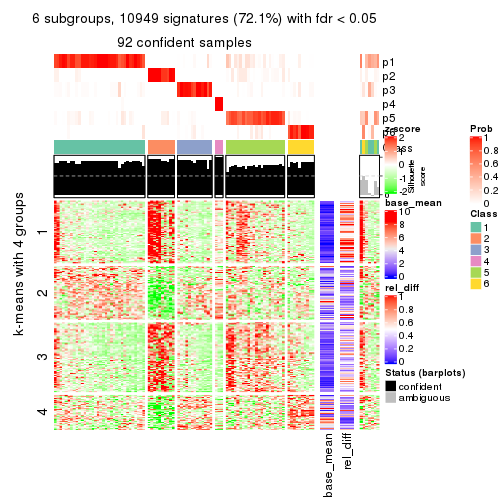 6 subgroups, 10949 signatures (72.1%) with fdr < 0.05
92 confident samples
p1
p2
p3
p4
p5
p6
Class
z-score
2
1
0
-1
-2
Silhouette
score
1
0
Prob
1
0.8
0.6
0.4
0.2
0
base_mean
10
8
6
4
2
0
Class
1
2
3
4
5
6
rel_diff
1
0.8
0.6
0.4
0.2
0
Status (barplots)
confident
ambiguous
k-means with 4 groups
1
2
3
4
base_mean
rel_diff